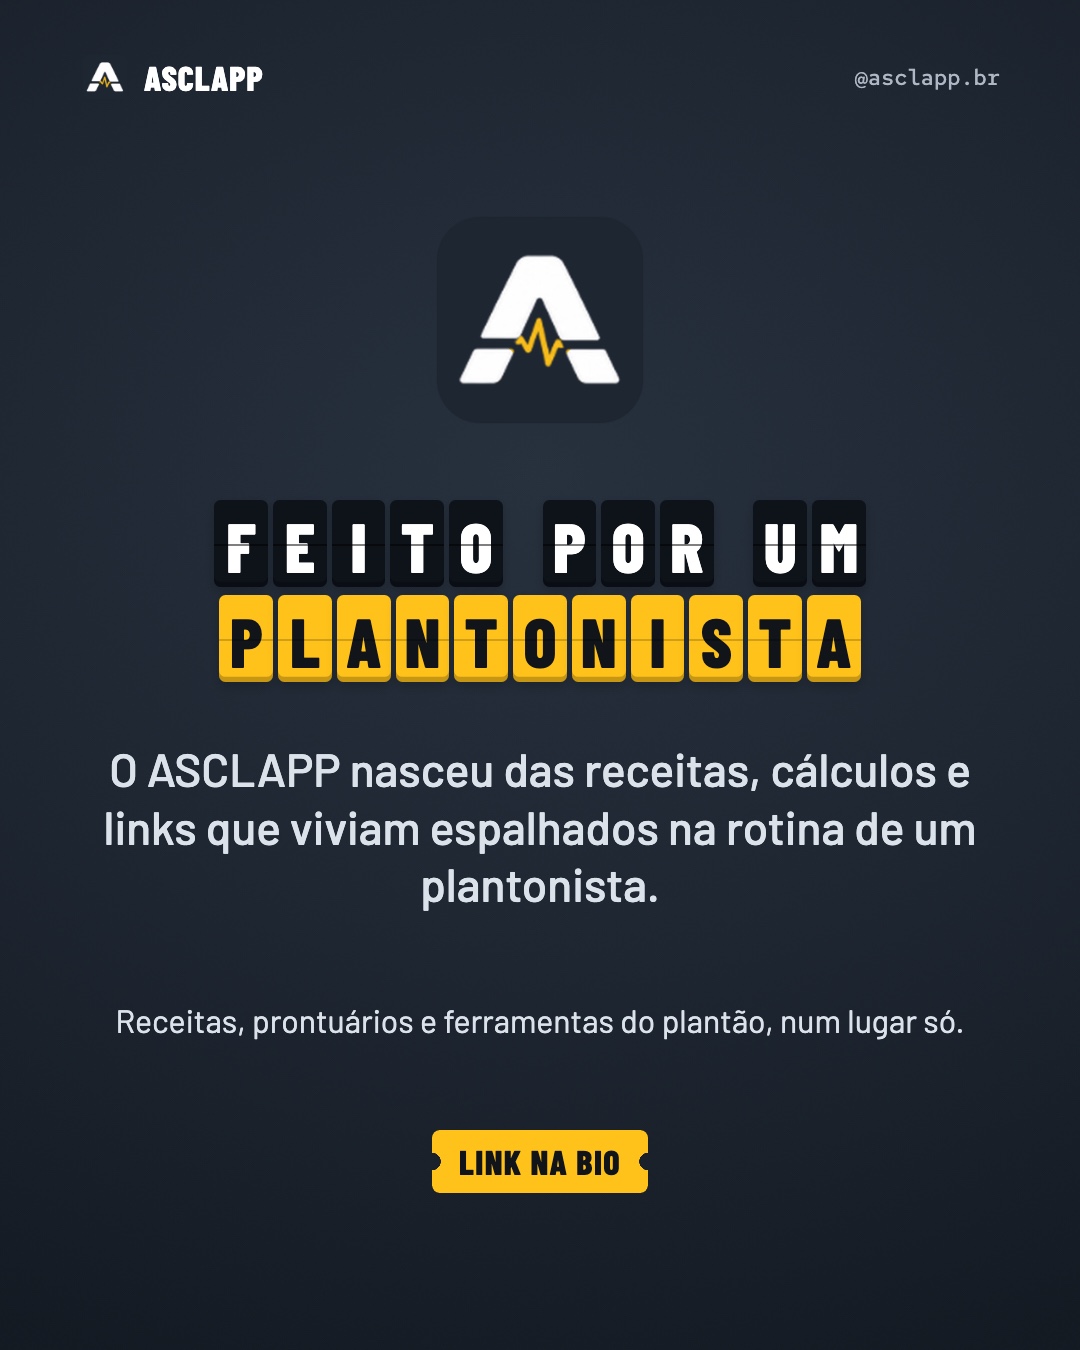 ASCLAPP
@asclapp.br
FEITO POR UM
PLANTONISTA
O ASCLAPP nasceu das receitas, cálculos e
links que viviam espalhados na rotina de um
plantonista.
Receitas, prontuários e ferramentas do plantão, num lugar só.
LINK NA BIO